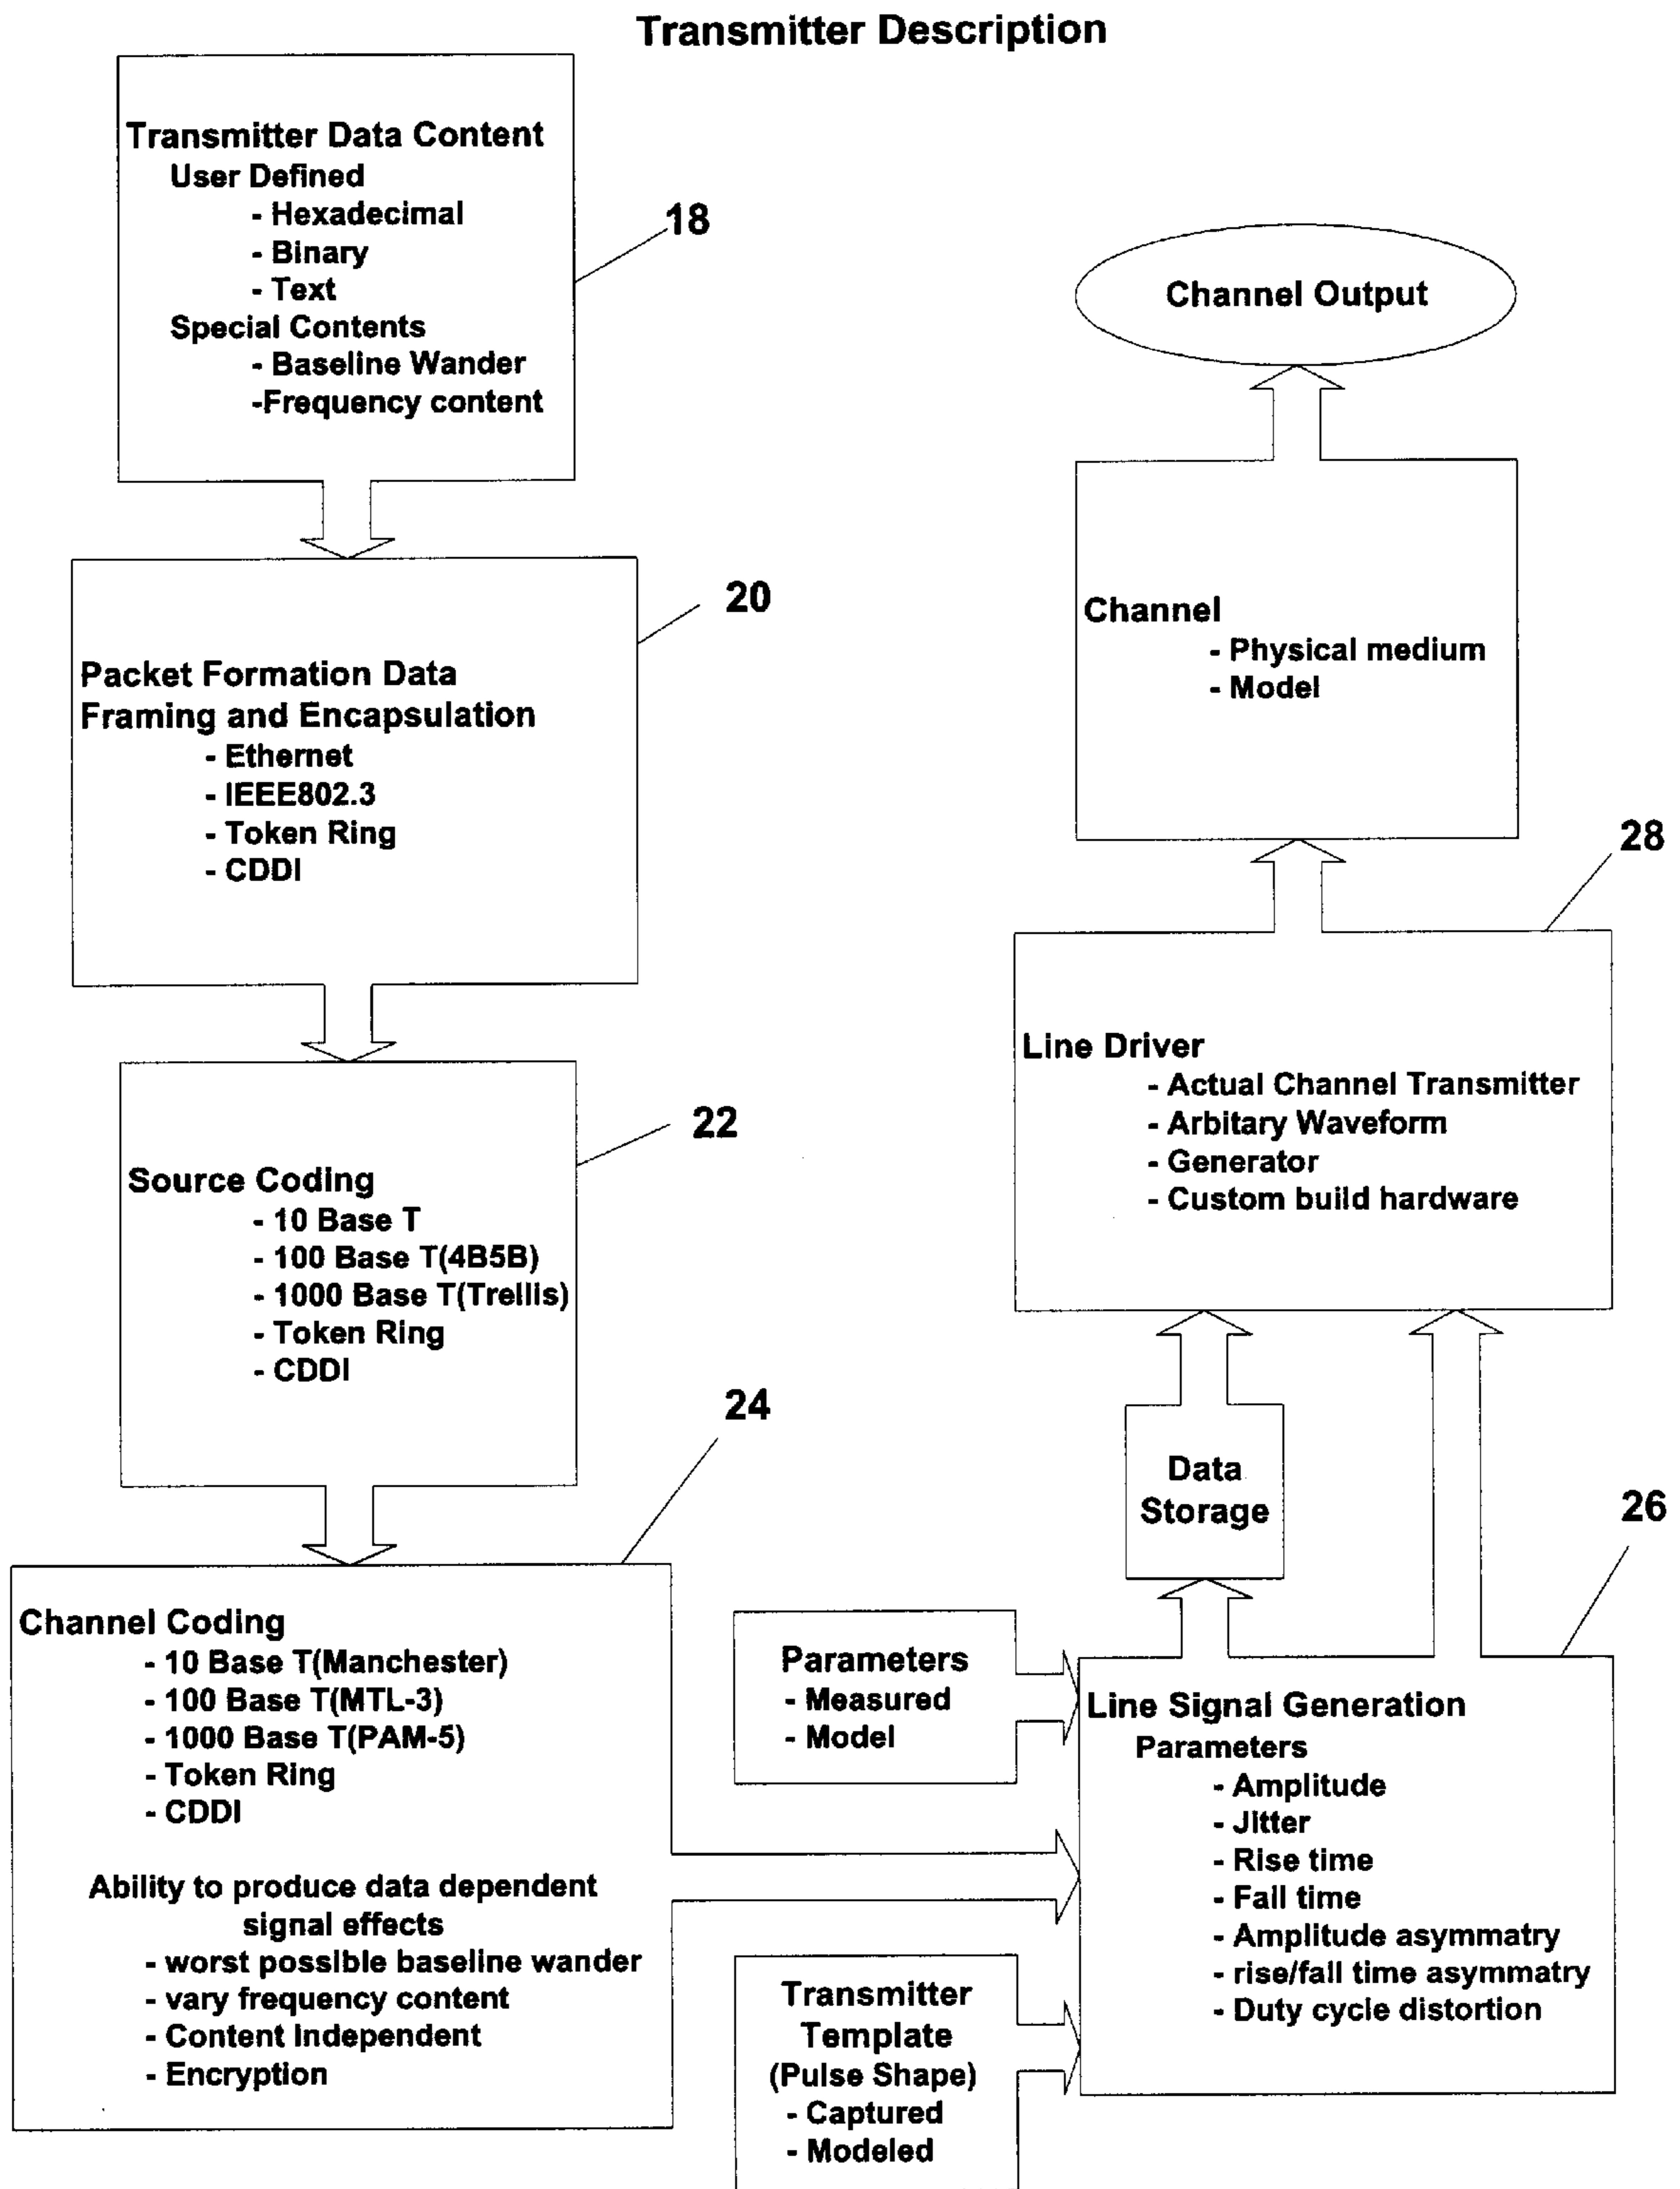 Transmitter Description
Transmitter Data Content
User Defined
- Hexadecimal
- Binary
- Text
Special Contents
- Baseline Wander
-Frequency content
18
Packet Formation Data
Framing and Encapsulation
- Ethernet
- IEEE802.3
- Token Ring
- CDDI
20
Source Coding
- 10 Base T
- 100 Base T(4B5B)
- 1000 Base T(Trellis)
- Token Ring
- CDDI
22
Channel Coding
- 10 Base T(Manchester)
- 100 Base T(MTL-3)
- 1000 Base T(PAM-5)
- Token Ring
- CDDI
Ability to produce data dependent
signal effects
- worst possible baseline wander
- vary frequency content
- Content Independent
- Encryption
24
Parameters
- Measured
- Model
Transmitter
Template
(Pulse Shape)
- Captured
- Modeled
Line Signal Generation
Parameters
- Amplitude
- Jitter
- Rise time
- Fall time
- Amplitude asymmatry
- rise/fall time asymmatry
- Duty cycle distortion
26
Data
Storage
Line Driver
- Actual Channel Transmitter
- Arbitary Waveform
- Generator
- Custom build hardware
28
Channel
- Physical medium
- Model
Channel Output